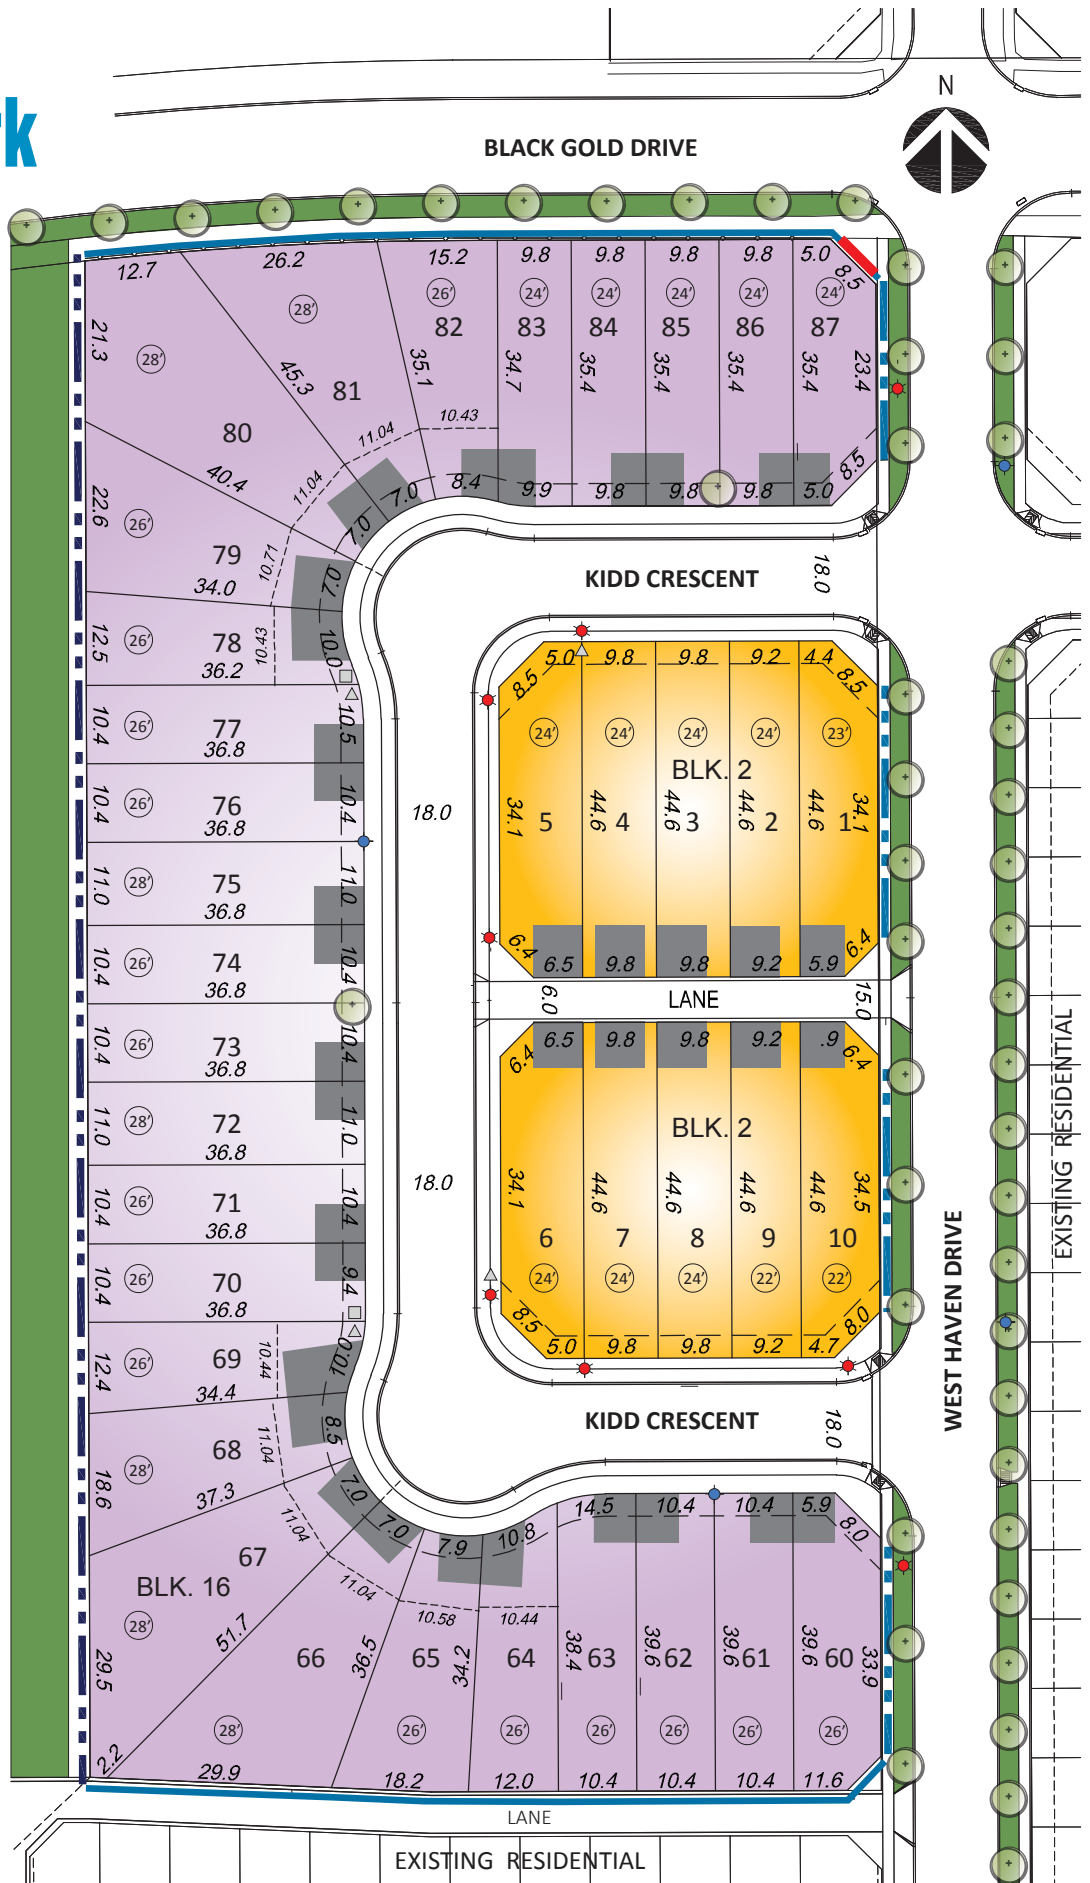 rk
N
BLACK GOLD DRIVE
12.7 26.2 15.2 9.8 9.8 9.8 9.8 5.0 8.5
28' 28' 26' 24' 24' 24' 24' 24'
80 81 82 83 84 85 86 87
21.3 45.3 35.1 34.7 35.4 35.4 35.4 35.4 23.4
11.04 11.04 10.43
7.0 7.0 8.4 9.9 9.8 9.8 9.8 5.0 8.5
40.4
22.6 26' 79 34.0 10.71 7.0
KIDD CRESCENT 18.0
12.5 26' 78 36.2 10.43 10.0
5.0 9.8 9.8 9.2 4.4
8.5 8.5
10.4 26' 77 36.8 10.5
24' 24' 24' 24' 23'
BLK. 2
10.4 26' 76 36.8 10.4
18.0
34.1 44.6 44.6 44.6 44.6 34.1
5 4 3 2 1
11.0 28' 75 36.8 11.0
10.4 26' 74 36.8 10.4
6.4 6.4
6.5 9.8 9.8 9.2 5.9
6.0 LANE 15.0
10.4 26' 73 36.8 10.4
6.5 9.8 9.8 9.2 .9
6.4 6.4
11.0 28' 72 36.8 11.0
BLK. 2
10.4 26' 71 36.8 10.4
18.0
34.1 44.6 44.6 44.6 44.6 34.5
6 7 8 9 10
24' 24' 24' 22' 22'
10.4 26' 70 36.8 9.4
8.5 8.0
5.0 9.8 9.8 9.2 4.7
12.4 26' 69 34.4 10.44 10.0
KIDD CRESCENT 18.0
WEST HAVEN DRIVE
EXISTING RESIDENTIAL
18.6 28' 68 37.3 11.04 8.5
7.0 7.0 7.9 10.8 14.5 10.4 10.4 5.9 8.0
67
BLK. 16
28'
11.04 11.04 10.58 10.44
29.5 51.7 36.5 34.2 38.4 39.6 39.6 39.6 33.9
66 65 64 63 62 61 60
28' 26' 26' 26' 26' 26' 26'
2.2 29.9 18.2 12.0 10.4 10.4 10.4 11.6
LANE
EXISTING RESIDENTIAL